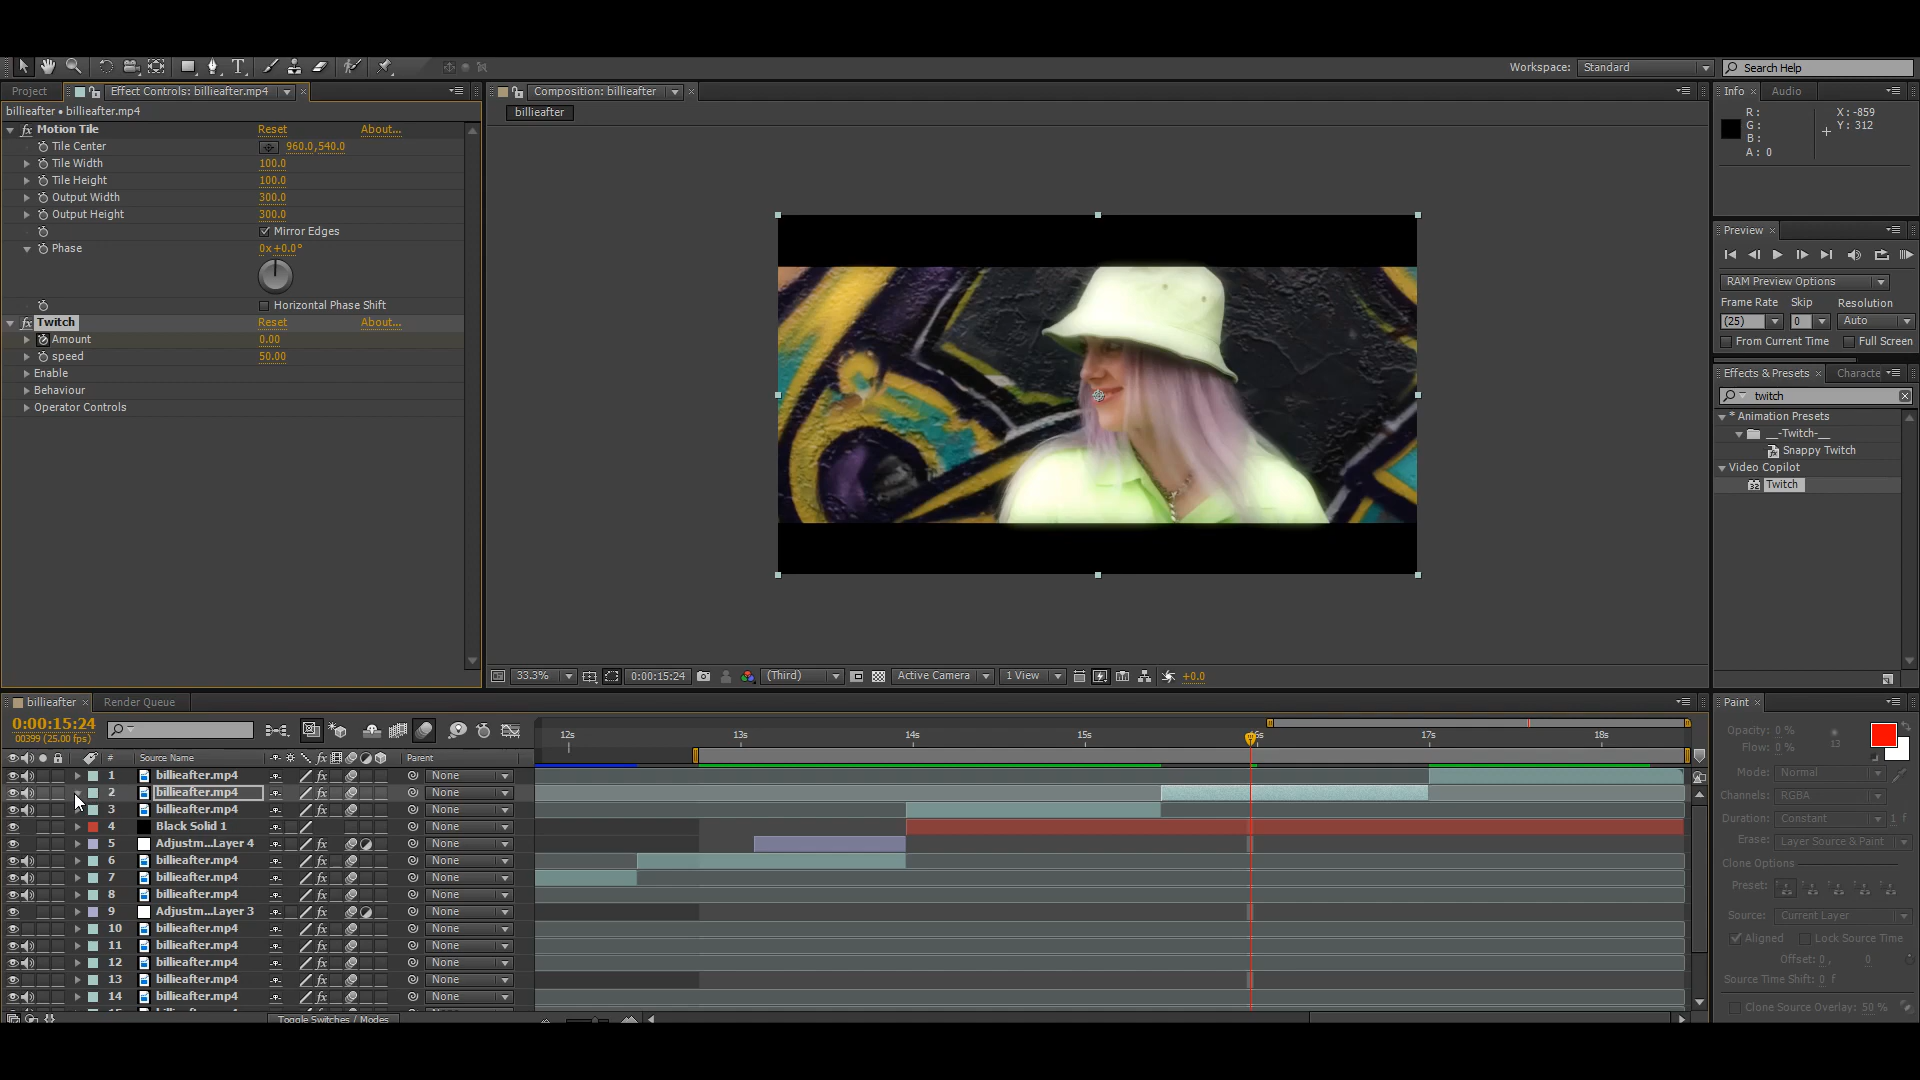 Workspace: Standard Search Help
Project Effect Controls: billieafter.mp4
billieafter • billieafter.mp4
fx Motion Tile Reset About...
Tile Center 960.0,540.0
Tile Width 100.0
Tile Height 100.0
Output Width 300.0
Output Height 300.0
Mirror Edges
Phase 0x+0.0°
Horizontal Phase Shift
fx Twitch Reset About...
Amount 0.00
speed 50.00
Enable
Behaviour
Operator Controls
Composition: billieafter
billieafter
33.3% 0:00:15:24 (Third) Active Camera 1 View +0.0
Info Audio
R: X: -859
G: Y: 312
B:
A: 0
Preview
RAM Preview Options
Frame Rate Skip Resolution
(25) 0 Auto
From Current Time Full Screen
Effects & Presets Characte
twitch
* Animation Presets
__-Twitch-__
Snappy Twitch
Video Copilot
32 Twitch
billieafter Render Queue
0:00:15:24
00399 (25.00 fps)
12s 13s 14s 15s 16s 17s 18s
# Source Name fx Parent
1 billieafter.mp4 fx None
2 billieafter.mp4 fx None
3 billieafter.mp4 fx None
4 Black Solid 1 None
5 Adjustm...Layer 4 fx None
6 billieafter.mp4 fx None
7 billieafter.mp4 fx None
8 billieafter.mp4 fx None
9 Adjustm...Layer 3 fx None
10 billieafter.mp4 fx None
11 billieafter.mp4 fx None
12 billieafter.mp4 fx None
13 billieafter.mp4 fx None
14 billieafter.mp4 fx None
Toggle Switches / Modes
Paint
Opacity: 0 %
Flow: 0 % 13
Mode: Normal
Channels: RGBA
Duration: Constant 1 f
Erase: Layer Source & Paint
Clone Options
Preset:
Source: Current Layer
Aligned Lock Source Time
Offset: 0 , 0
Source Time Shift: 0 f
Clone Source Overlay: 50 %